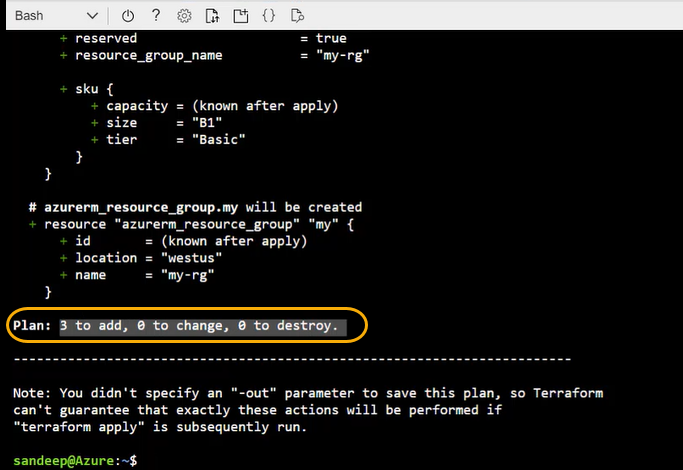 Bash
+ reserved = true
+ resource_group_name = "my-rg"
+ sku {
+ capacity = (known after apply)
+ size = "B1"
+ tier = "Basic"
}
}
# azurerm_resource_group.my will be created
+ resource "azurerm_resource_group" "my" {
+ id = (known after apply)
+ location = "westus"
+ name = "my-rg"
}
Plan: 3 to add, 0 to change, 0 to destroy.
------------------------------------------------------------------------
Note: You didn't specify an "-out" parameter to save this plan, so Terraform
can't guarantee that exactly these actions will be performed if
"terraform apply" is subsequently run.
sandeep@Azure:~$